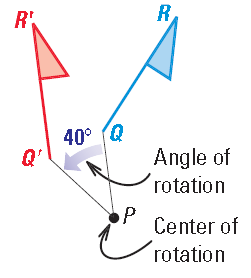 R'
R
40°
Q
Q'
Angle of
rotation
P
Center of
rotation